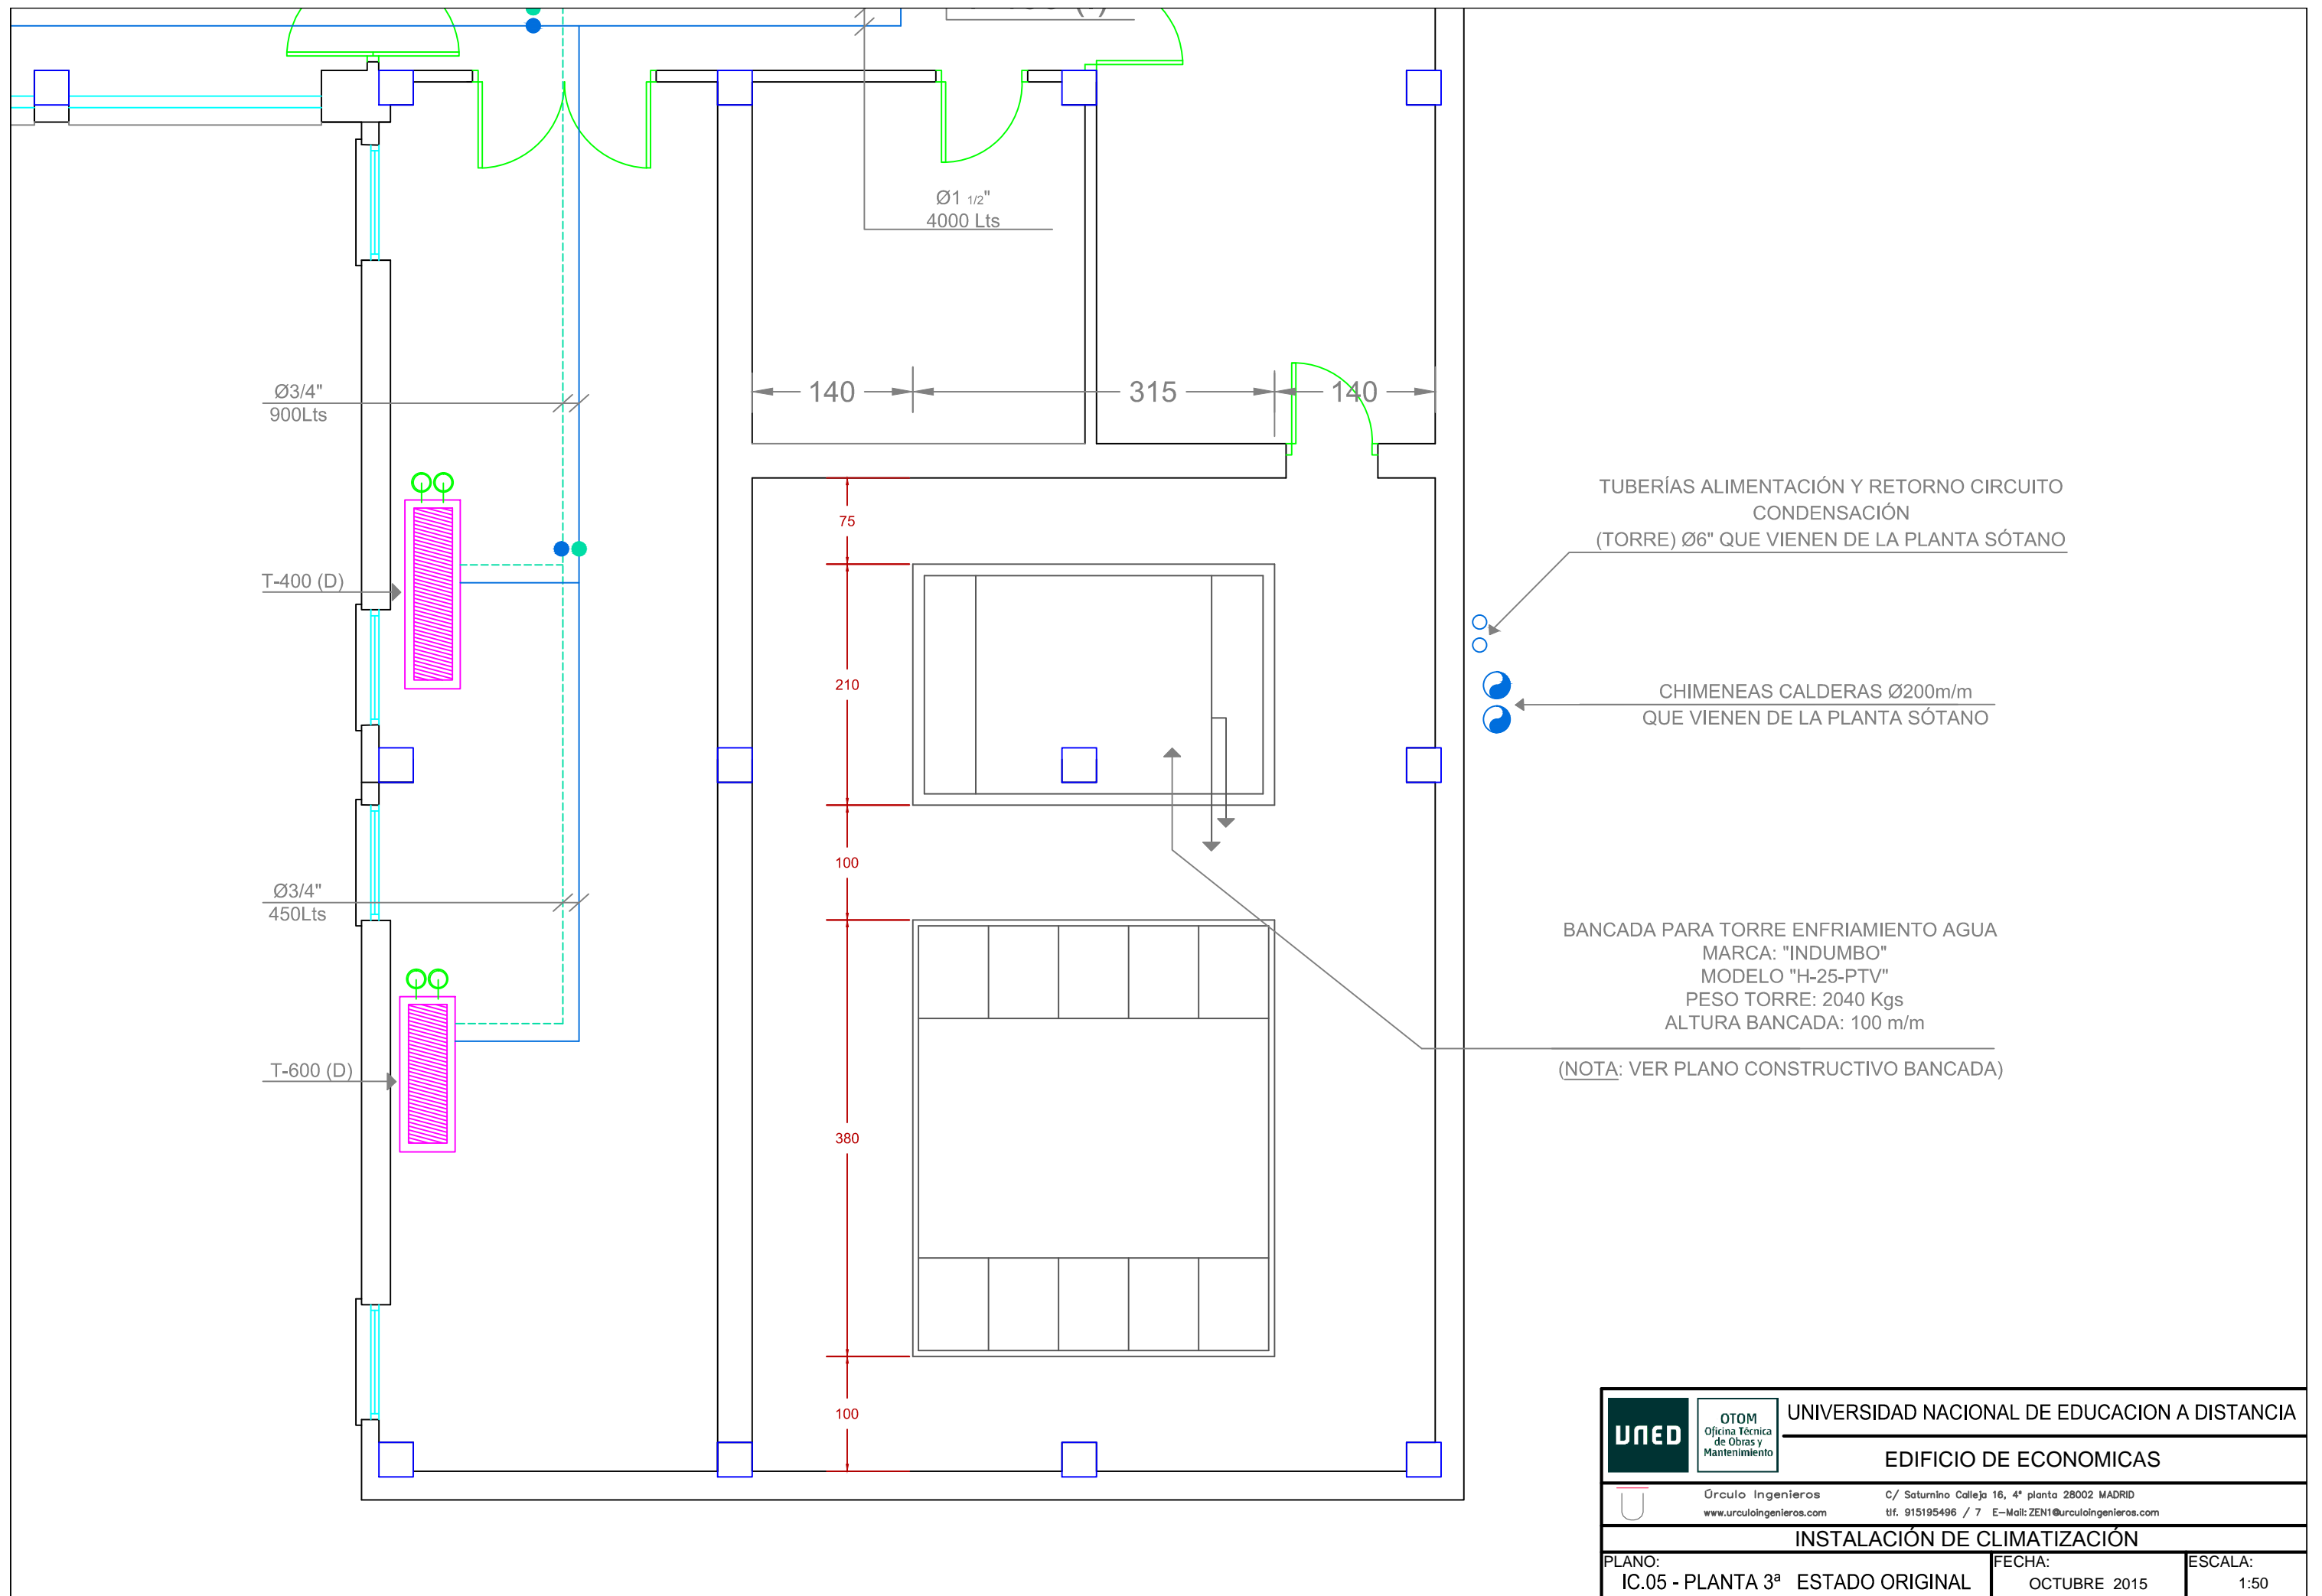 Ø1 1/2"
4000 Lts
140
315
140
Ø3/4"
900Lts
75
TUBERÍAS ALIMENTACIÓN Y RETORNO CIRCUITO
CONDENSACIÓN
(TORRE) Ø6" QUE VIENEN DE LA PLANTA SÓTANO
T-400 (D)
210
CHIMENEAS CALDERAS Ø200m/m
QUE VIENEN DE LA PLANTA SÓTANO
100
Ø3/4"
450Lts
BANCADA PARA TORRE ENFRIAMIENTO AGUA
MARCA: "INDUMBO"
MODELO "H-25-PTV"
PESO TORRE: 2040 Kgs
ALTURA BANCADA: 100 m/m
(NOTA: VER PLANO CONSTRUCTIVO BANCADA)
T-600 (D)
380
100
UNED
OTOM
Oficina Técnica
de Obras y
Mantenimiento
UNIVERSIDAD NACIONAL DE EDUCACION A DISTANCIA
EDIFICIO DE ECONOMICAS
Úrculo Ingenieros
www.urculoingenieros.com
C/ Saturnino Calleja 16, 4ª planta 28002 MADRID
tlf. 915195496 / 7 E-Mail: ZEN1@urculoingenieros.com
INSTALACIÓN DE CLIMATIZACIÓN
PLANO:
IC.05 - PLANTA 3ª ESTADO ORIGINAL
FECHA:
OCTUBRE 2015
ESCALA:
1:50